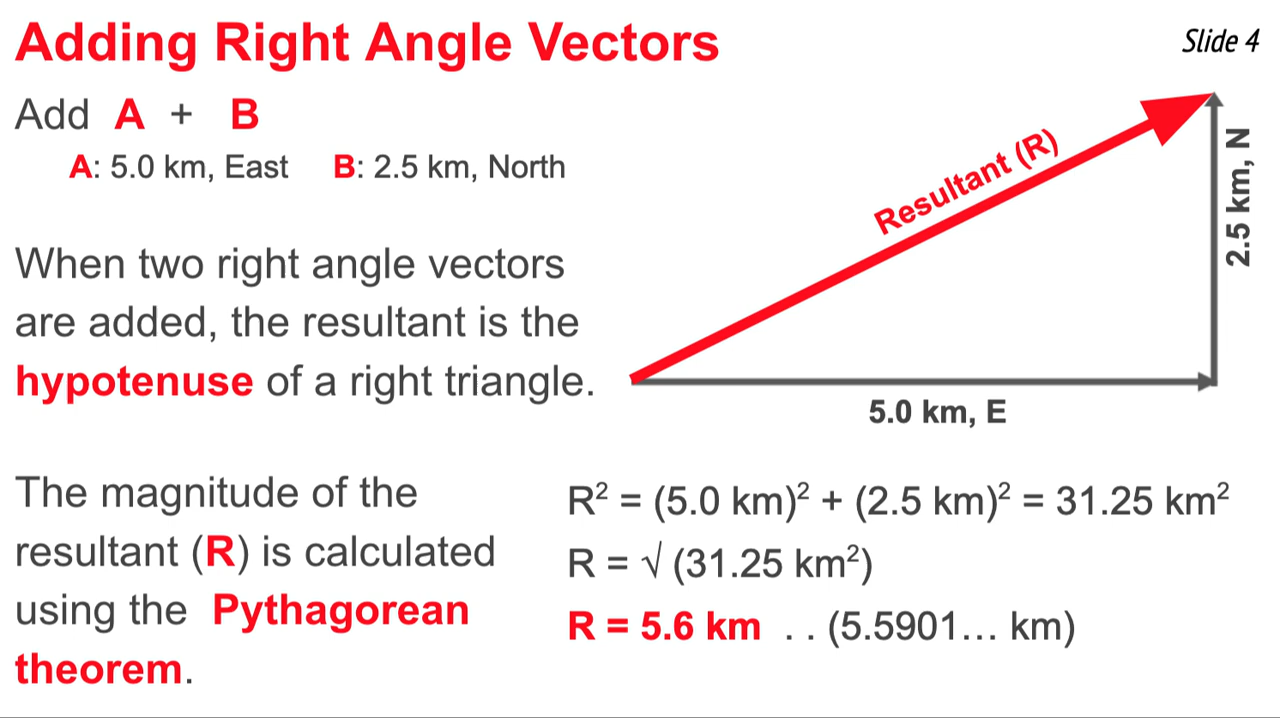 Adding Right Angle Vectors
Slide 4
Add A + B
A: 5.0 km, East B: 2.5 km, North
When two right angle vectors
are added, the resultant is the
hypotenuse of a right triangle.
Resultant (R)
2.5 km, N
5.0 km, E
The magnitude of the
resultant (R) is calculated
using the Pythagorean
theorem.
R² = (5.0 km)² + (2.5 km)² = 31.25 km²
R = √ (31.25 km²)
R = 5.6 km . . (5.5901... km)